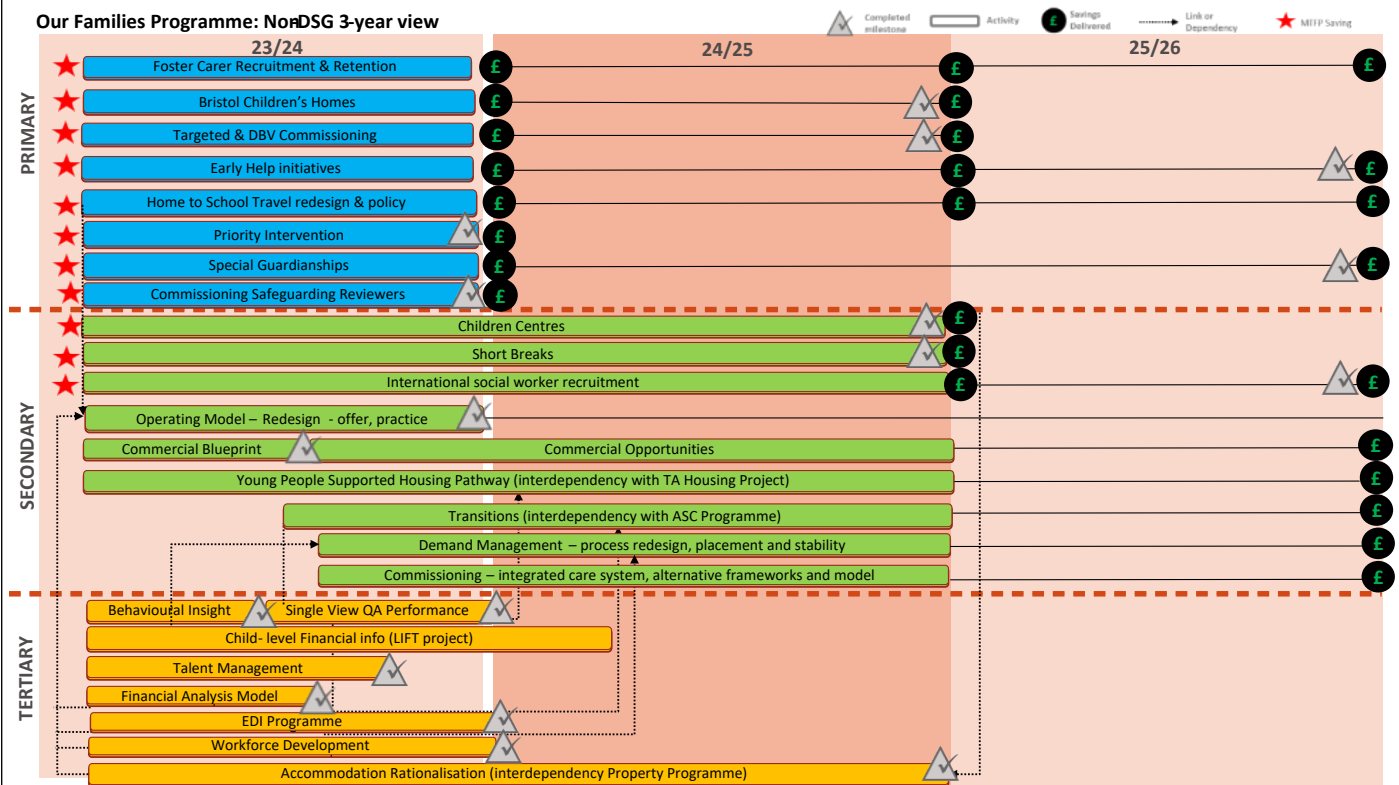 Our Families Programme: Non-DSG 3-year view
Completed
milestone
Activity
£
Savings
Delivered
Link or
Dependency
MTFP Saving
23/24
24/25
25/26
PRIMARY
Foster Carer Recruitment & Retention
£
£
£
Bristol Children's Homes
£
£
Targeted & DBV Commissioning
£
£
Early Help initiatives
£
£
£
Home to School Travel redesign & policy
£
£
£
Priority Intervention
£
Special Guardianships
£
£
Commissioning Safeguarding Reviewers
£
SECONDARY
Children Centres
£
Short Breaks
£
International social worker recruitment
£
£
Operating Model – Redesign - offer, practice
Commercial Blueprint
Commercial Opportunities
£
Young People Supported Housing Pathway (interdependency with TA Housing Project)
£
Transitions (interdependency with ASC Programme)
£
Demand Management – process redesign, placement and stability
£
Commissioning – integrated care system, alternative frameworks and model
£
TERTIARY
Behavioural Insight
Single View QA Performance
Child- level Financial info (LIFT project)
Talent Management
Financial Analysis Model
EDI Programme
Workforce Development
Accommodation Rationalisation (interdependency Property Programme)